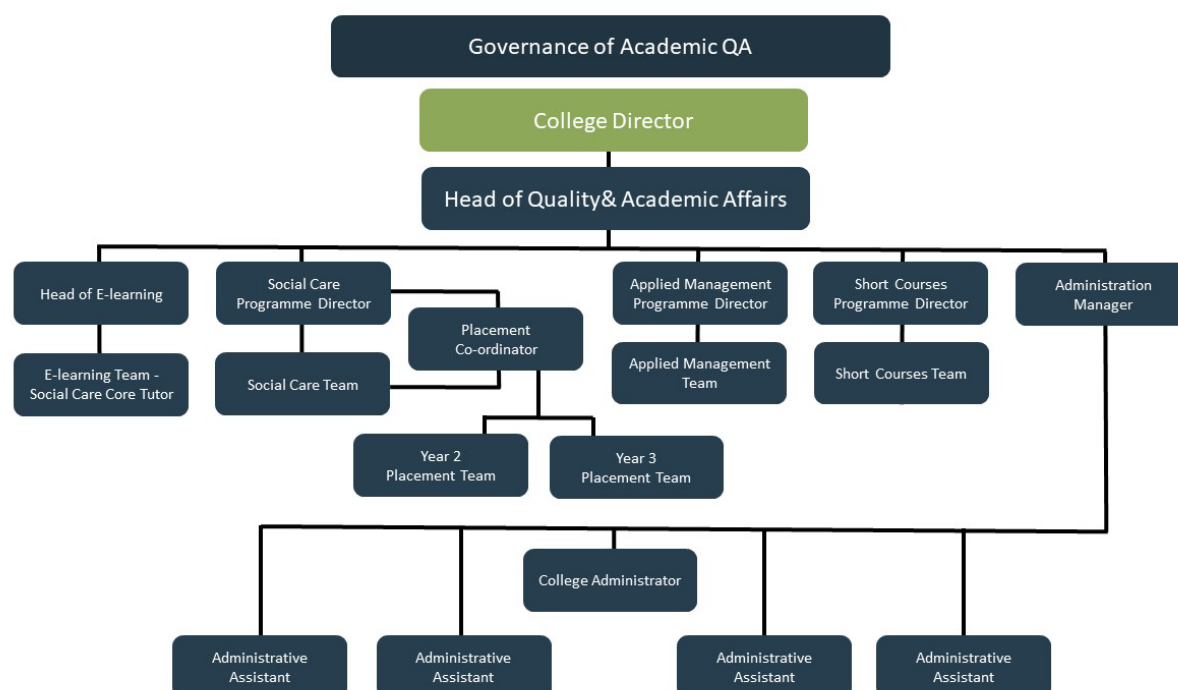 Governance of Academic QA
College Director
Head of Quality& Academic Affairs
Head of E-learning
Social Care
Programme Director
Applied Management
Programme Director
Short Courses
Programme Director
Administration
Manager
Placement
Co-ordinator
E-learning Team -
Social Care Core Tutor
Social Care Team
Applied Management
Team
Short Courses Team
Year 2
Placement Team
Year 3
Placement Team
College Administrator
Administrative
Assistant
Administrative
Assistant
Administrative
Assistant
Administrative
Assistant